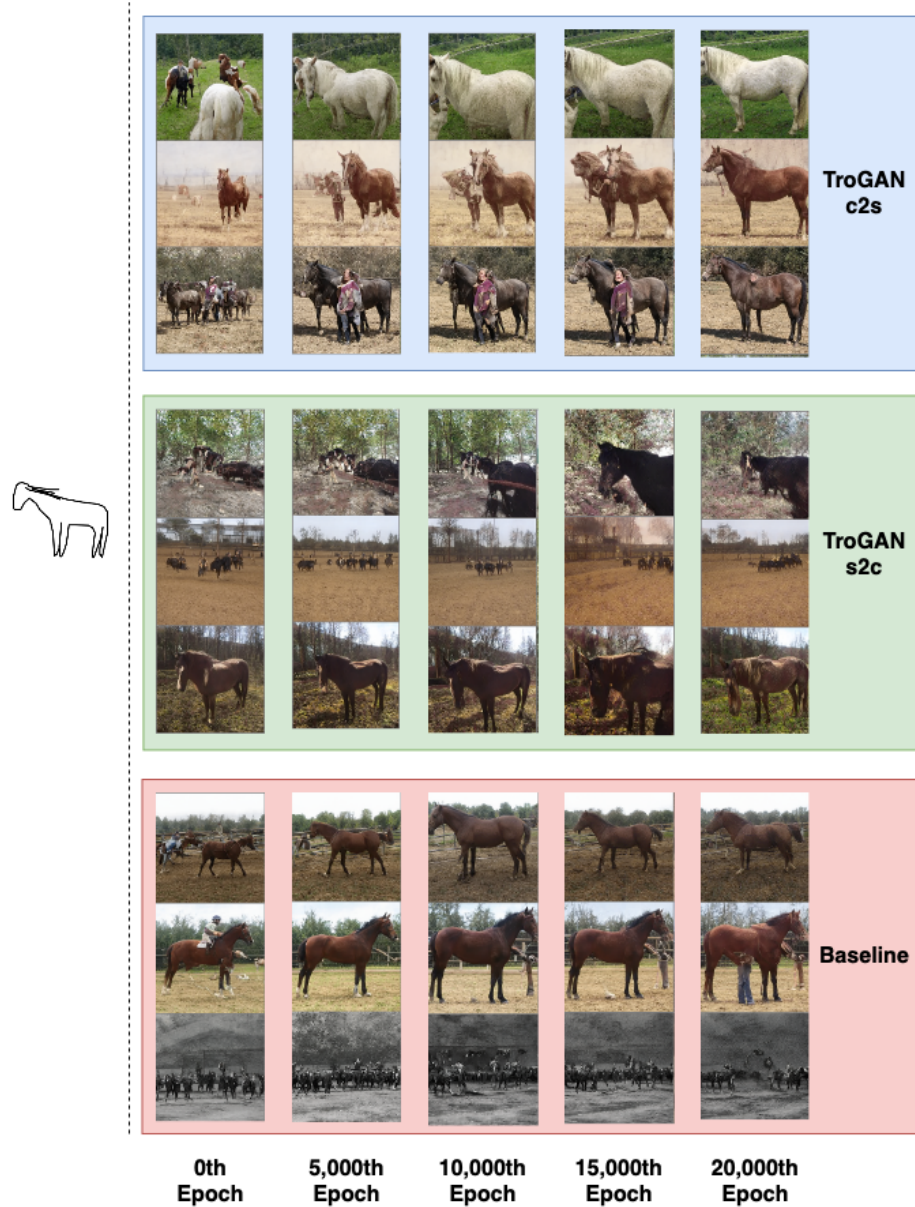 TroGAN
c2s
TroGAN
s2c
Baseline
0th
Epoch
5,000th
Epoch
10,000th
Epoch
15,000th
Epoch
20,000th
Epoch